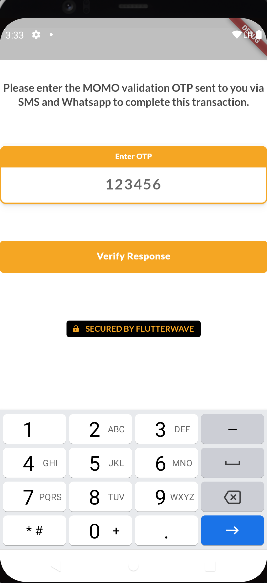 3:33
Please enter the MOMO validation OTP sent to you via
SMS and Whatsapp to complete this transaction.
Enter OTP
123456
Verify Response
SECURED BY FLUTTERWAVE
1 2 ABC 3 DEF –
4 GHI 5 JKL 6 MNO
7 PQRS 8 TUV 9 WXYZ
* # 0 + .